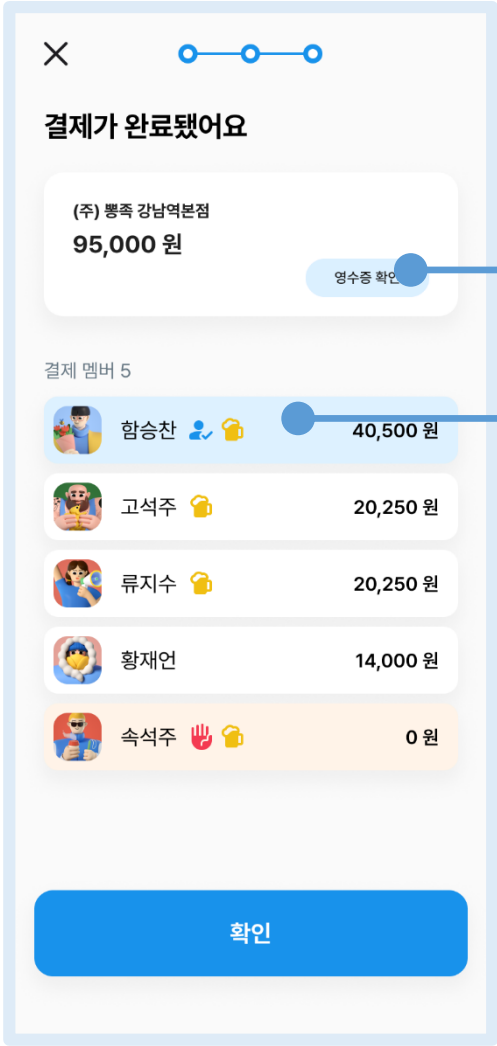 결제가 완료됐어요
(주) 뽕족 강남역본점
95,000 원
영수증 확인
결제 멤버 5
함승찬 40,500 원
고석주 20,250 원
류지수 20,250 원
황재언 14,000 원
속석주 0 원
확인